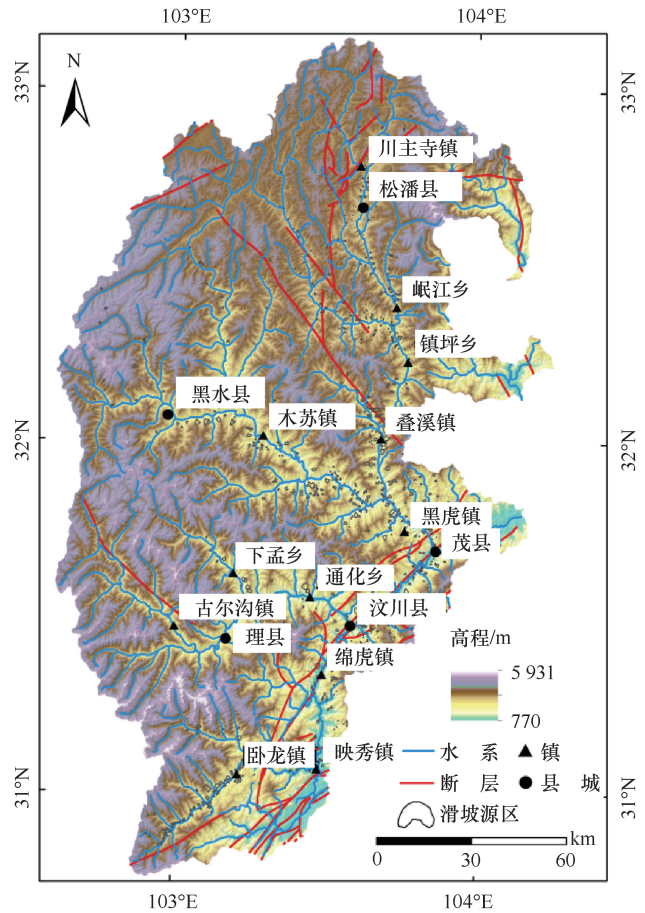 103°E
104°E
33°N
33°N
N
川主寺镇
松潘县
岷江乡
镇坪乡
黑水县
木苏镇
叠溪镇
32°N
32°N
黑虎镇
茂县
下孟乡
通化乡
古尔沟镇
汶川县
理县
绵虎镇
高程/m
5 931
770
卧龙镇
映秀镇
水 系
镇
断 层
县 城
滑坡源区
31°N
31°N
km
0
30
60
103°E
104°E